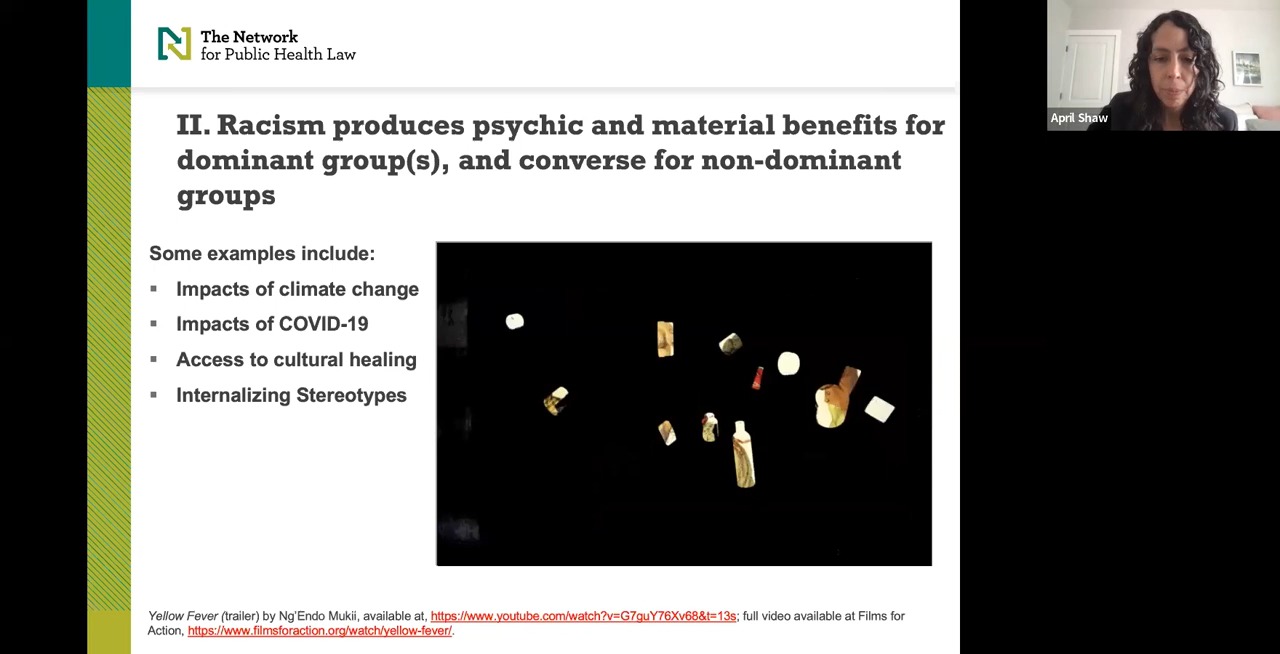 The Network
for Public Health Law
April Shaw
II. Racism produces psychic and material benefits for
dominant group(s), and converse for non-dominant
groups
Some examples include:
▪ Impacts of climate change
▪ Impacts of COVID-19
▪ Access to cultural healing
▪ Internalizing Stereotypes
Yellow Fever (trailer) by Ng'Endo Mukii, available at, https://www.youtube.com/watch?v=G7guY76Xv68&t=13s; full video available at Films for
Action, https://www.filmsforaction.org/watch/yellow-fever/.